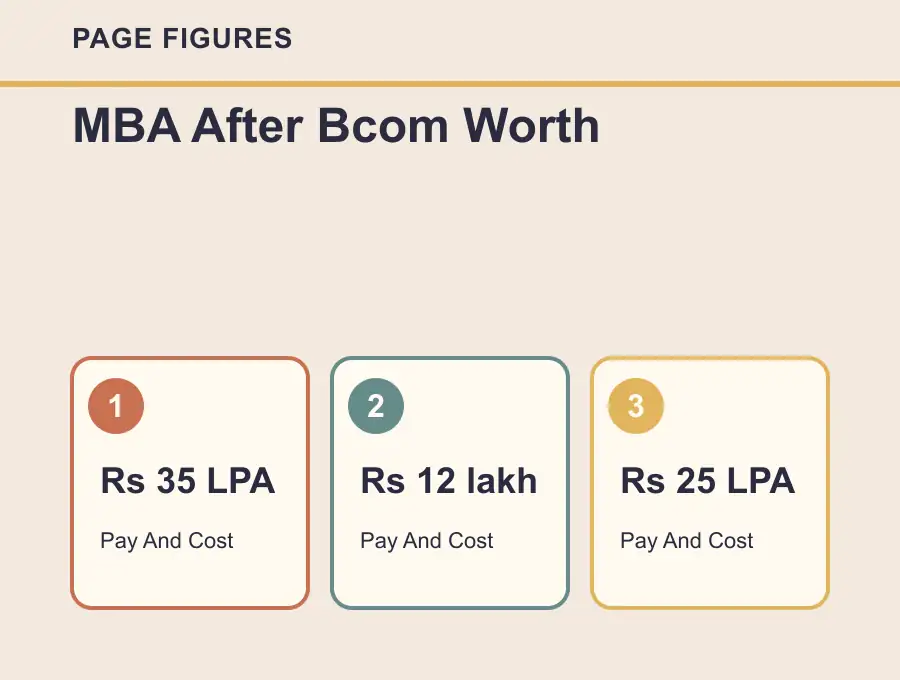 PAGE FIGURES
MBA After Bcom Worth
1
2
3
Rs 35 LPA
Rs 12 lakh
Rs 25 LPA
Pay And Cost
Pay And Cost
Pay And Cost